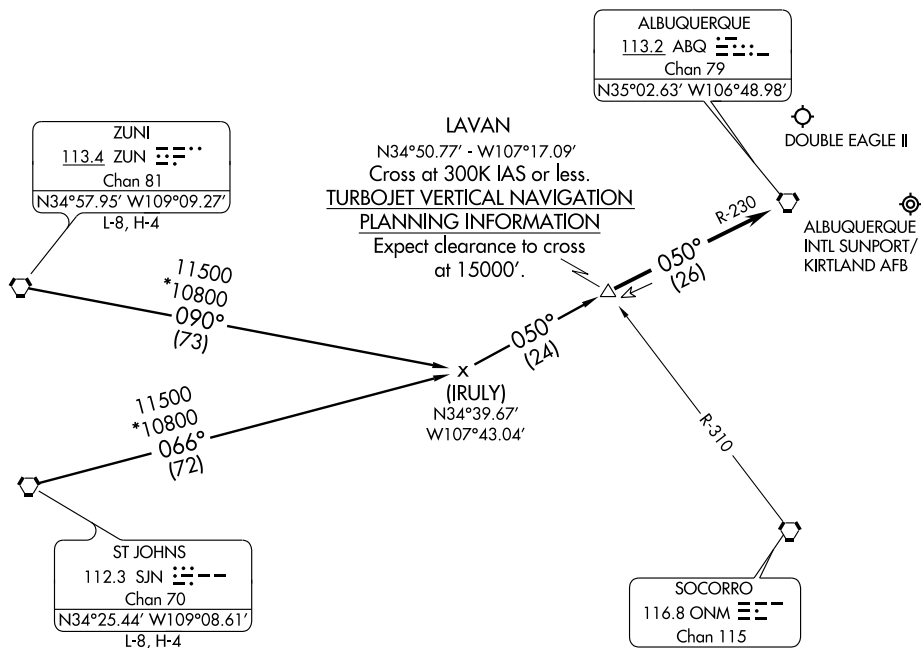 ALBUQUERQUE
113.2 ABQ
Chan 79
N35°02.63' W106°48.98'
DOUBLE EAGLE II
ZUNI
113.4 ZUN
Chan 81
N34°57.95' W109°09.27'
L-8, H-4
LAVAN
N34°50.77' - W107°17.09'
Cross at 300K IAS or less.
TURBOJET VERTICAL NAVIGATION
PLANNING INFORMATION
Expect clearance to cross
at 15000'.
R-230
050°
(26)
ALBUQUERQUE
INTL SUNPORT/
KIRTLAND AFB
11500
*10800
090°
(73)
050°
(24)
x
(IRULY)
N34°39.67'
W107°43.04'
11500
*10800
066°
(72)
R-310
ST JOHNS
112.3 SJN
Chan 70
N34°25.44' W109°08.61'
L-8, H-4
SOCORRO
116.8 ONM
Chan 115